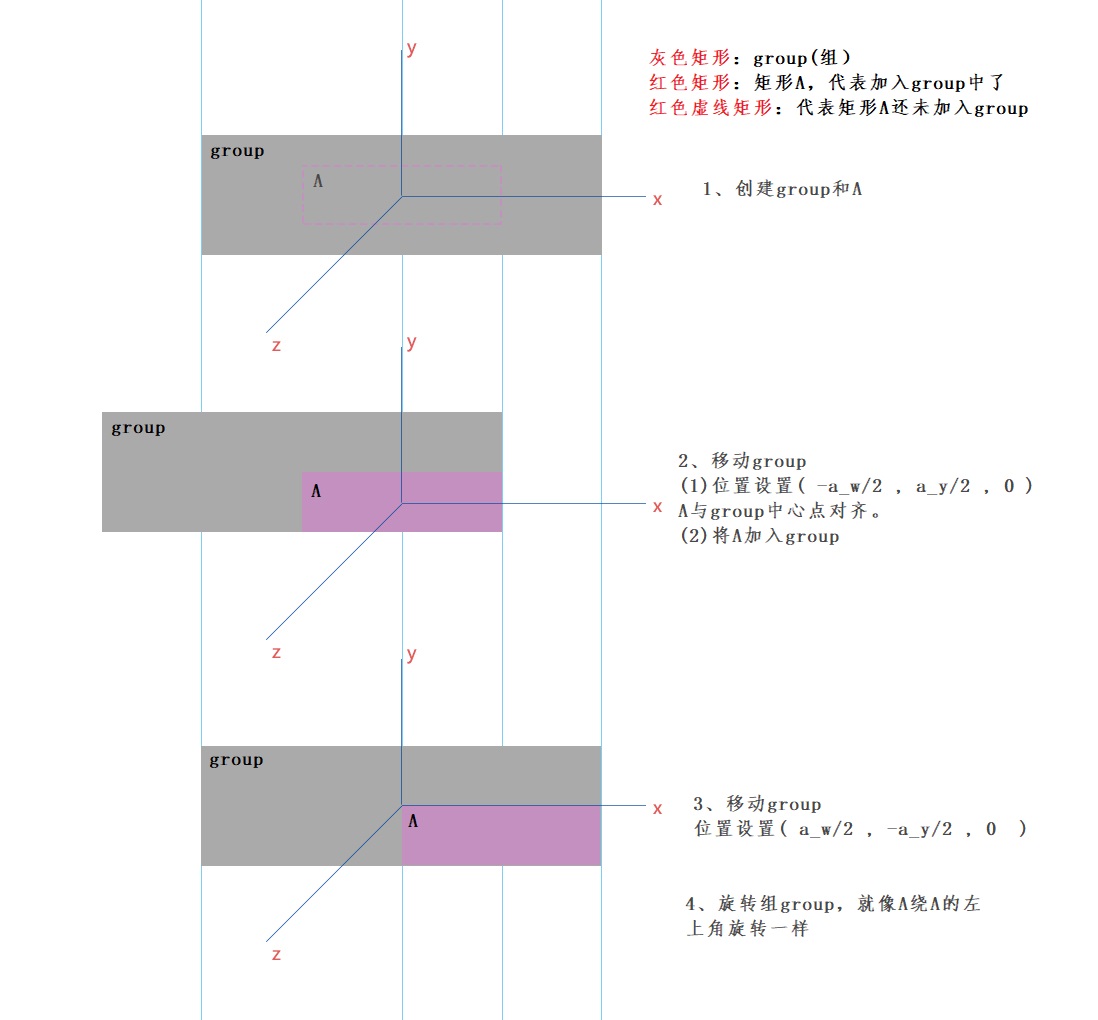 y
灰色矩形：group(组）
红色矩形：矩形A，代表加入group中了
红色虚线矩形：代表矩形A还未加入group
group
A
1、创建group和A
x
z
y
group
2、移动group
(1)位置设置( -a_w/2 , a_y/2 , 0 )
A
A与group中心点对齐。
x
(2)将A加入group
z
y
group
3、移动group
x
A
位置设置( a_w/2 , -a_y/2 , 0 )
4、旋转组group，就像A绕A的左
上角旋转一样
z